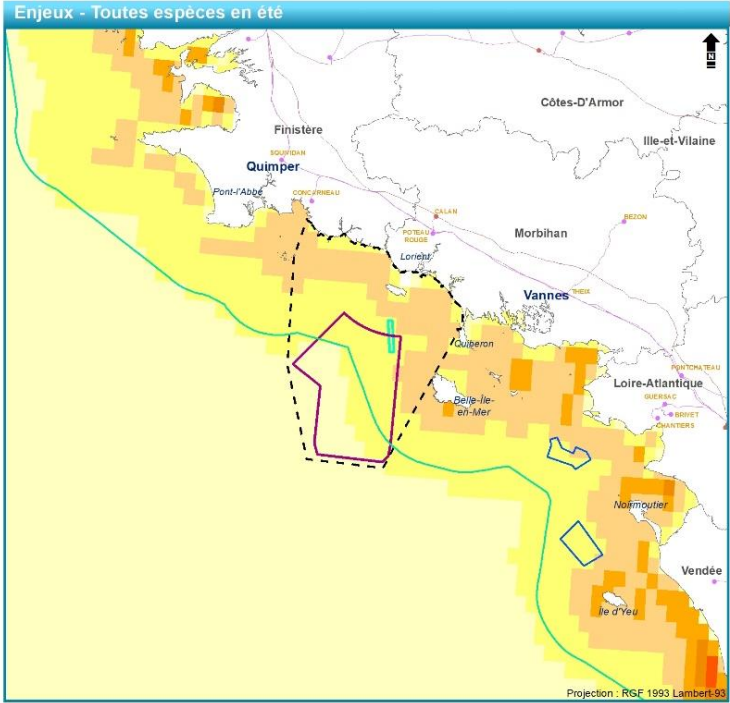 Enjeux - Toutes espèces en été
N
Côtes-D'Armor
Ille-et-Vilaine
Finistère
SQUIVIDAN
Quimper
Pont-l'Abbé
CONCARNEAU
CALAN
BEZON
POTEAU
ROUGE
Morbihan
Lorient
Vannes
THEIX
Quiberon
PONTCHATEAU
Loire-Atlantique
Belle-Île-
en-Mer
GUERSAC
BRIVET
CHANTIERS
Noirmoutier
Vendée
Île d'Yeu
Projection : RGF 1993 Lambert-93